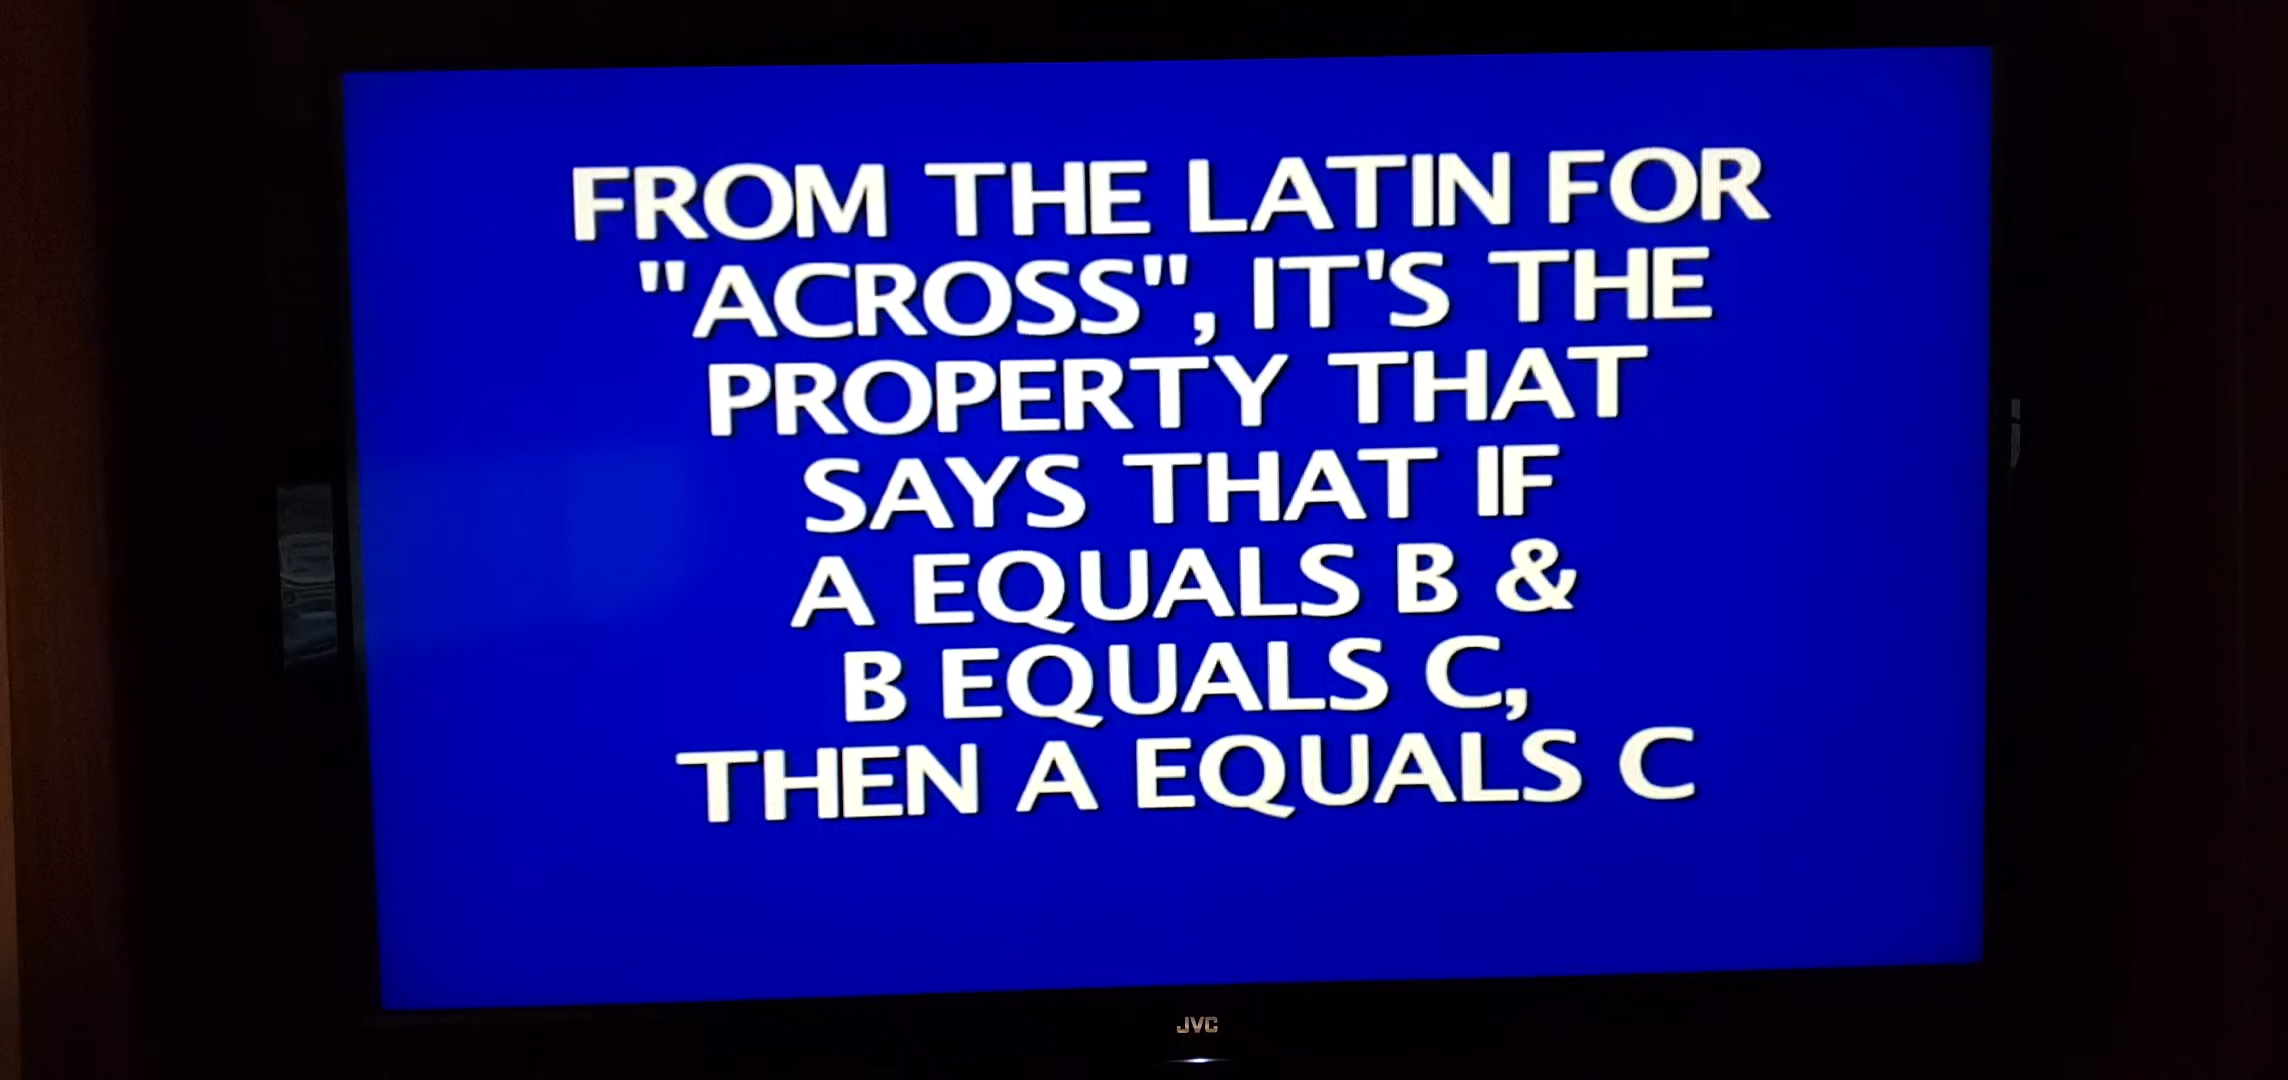 FROM THE LATIN FOR
"ACROSS", IT'S THE
PROPERTY THAT
SAYS THAT IF
A EQUALS B &
B EQUALS C,
THEN A EQUALS C
JVC